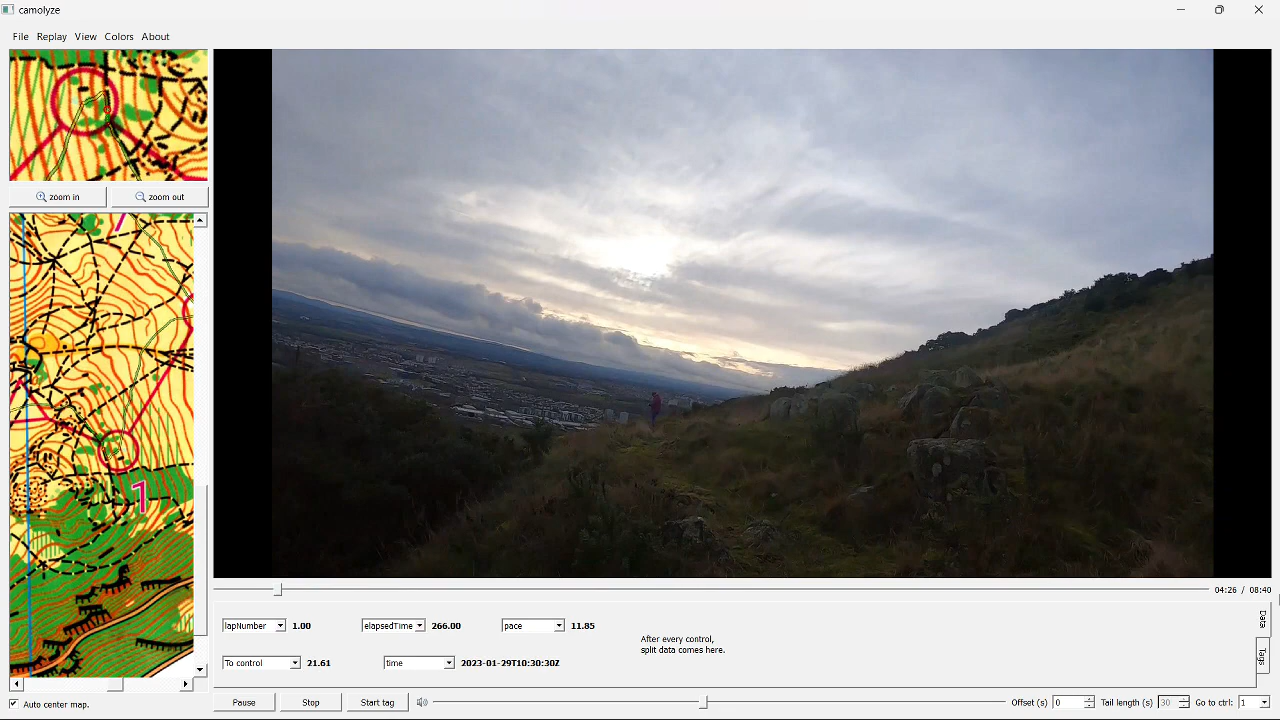 camolyze
File Replay View Colors About
zoom in zoom out
1
04:26 / 08:40
lapNumber 1.00 elapsedTime 266.00 pace 11.85
To control 21.61 time 2023-01-29T10:30:30Z
After every control,
split data comes here.
Data
Tags
Auto center map.
Pause Stop Start tag Offset (s) 0 Tail length (s) 30 Go to ctrl: 1